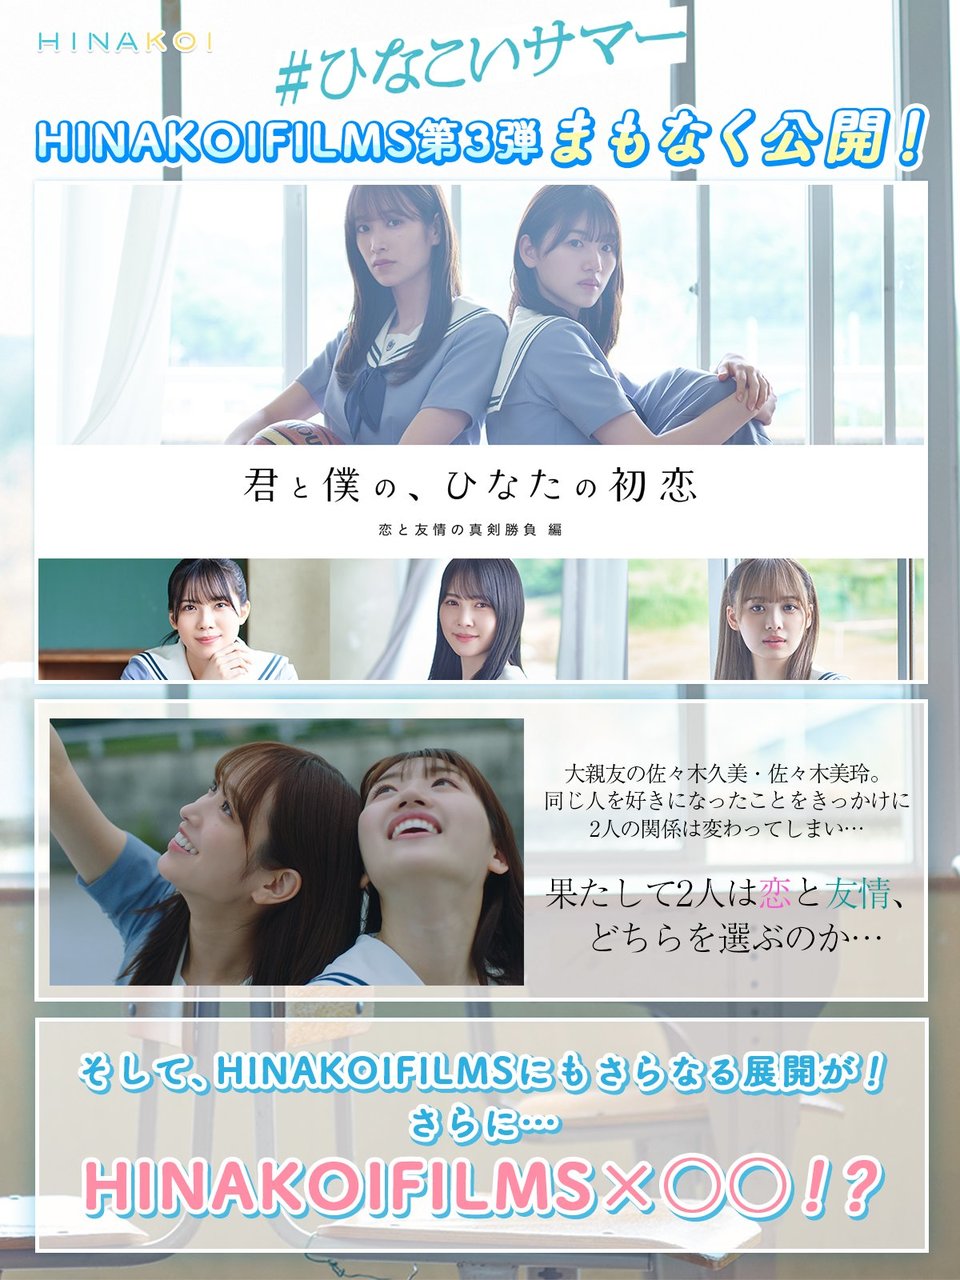 HINAKOI
#ひなこいサマー
HINAKOIFILMS第3弾まもなく公開!
君と僕の、ひなたの初恋
恋と友情の真剣勝負 編
大親友の佐々木久美・佐々木美玲。
同じ人を好きになったことをきっかけに
2人の関係は変わってしまい…
果たして2人は恋と友情、
どちらを選ぶのか…
そして、HINAKOIFILMSにもさらなる展開が!
さらに…
HINAKOIFILMS×〇〇!?